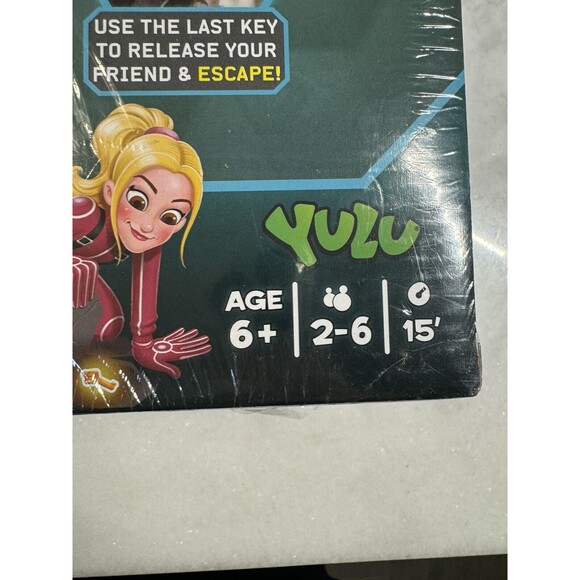 USE THE LAST KEY
TO RELEASE YOUR
FRIEND & ESCAPE!
YULU
AGE
6+
2-6
15'